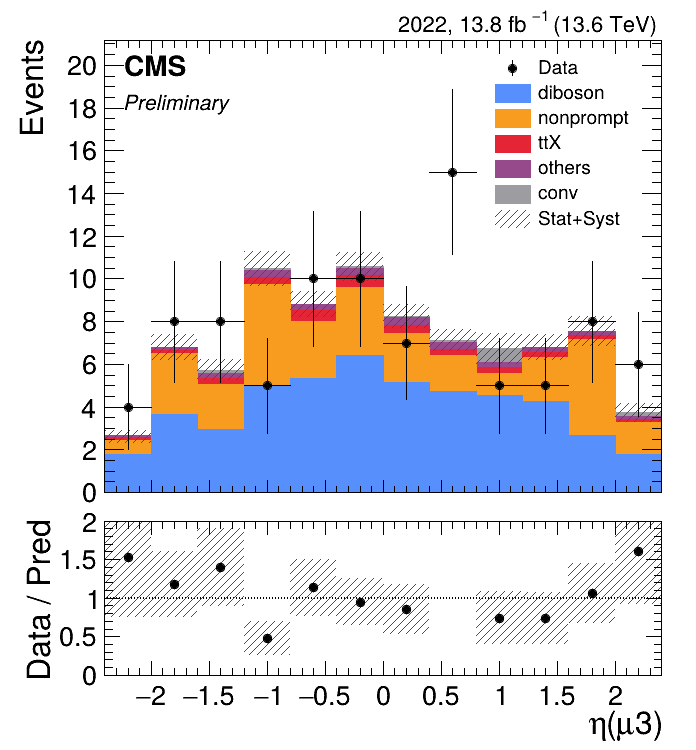 2022, 13.8 fb⁻¹ (13.6 TeV)
Events
CMS
Preliminary
Data
diboson
nonprompt
ttX
others
conv
Stat+Syst
20
18
16
14
12
10
8
6
4
2
0
Data / Pred
2
1.5
1
0.5
0
−2 −1.5 −1 −0.5 0 0.5 1 1.5 2
η(μ3)